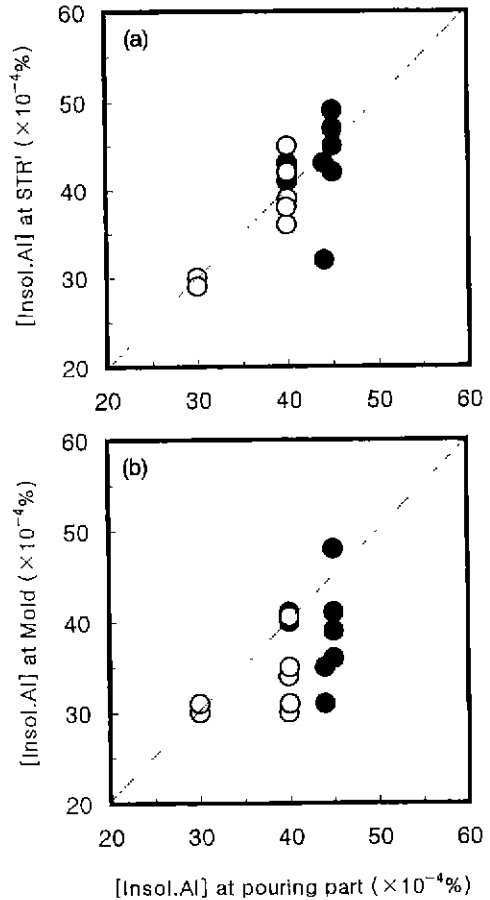 60
(a)
50
40
30
20
20 30 40 50 60
[Insol.Al] at STR' (×10⁻⁴%)
60
(b)
50
40
30
20
20 30 40 50 60
[Insol.Al] at Mold (×10⁻⁴%)
[Insol.Al] at pouring part (×10⁻⁴%)